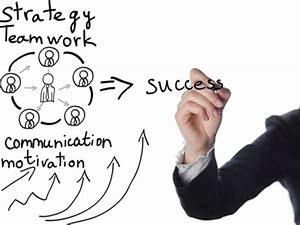 Strategy
Teamwork
=> success
communication
motivation